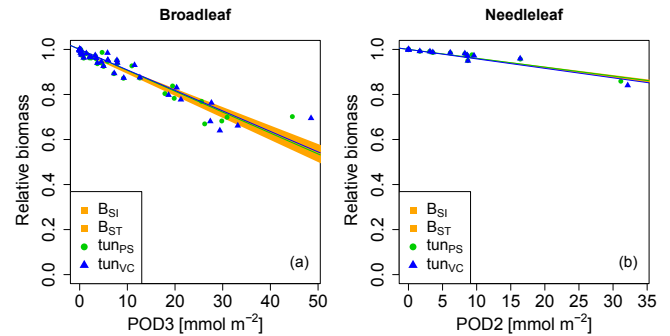 Broadleaf
Relative biomass
1.0
0.8
0.6
0.4
0.2
0.0
B_SI
B_ST
tun_PS
tun_VC
(a)
0 10 20 30 40 50
POD3 [mmol m⁻²]
Needleleaf
Relative biomass
1.0
0.8
0.6
0.4
0.2
0.0
B_SI
B_ST
tun_PS
tun_VC
(b)
0 5 10 15 20 25 30 35
POD2 [mmol m⁻²]